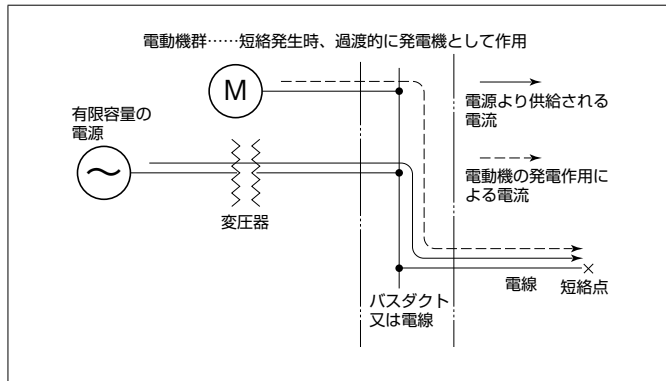 電動機群……短絡発生時、過渡的に発電機として作用
M
有限容量の
電源
変圧器
電源より供給される
電流
電動機の発電作用に
よる電流
電線
短絡点
バスダクト
又は電線